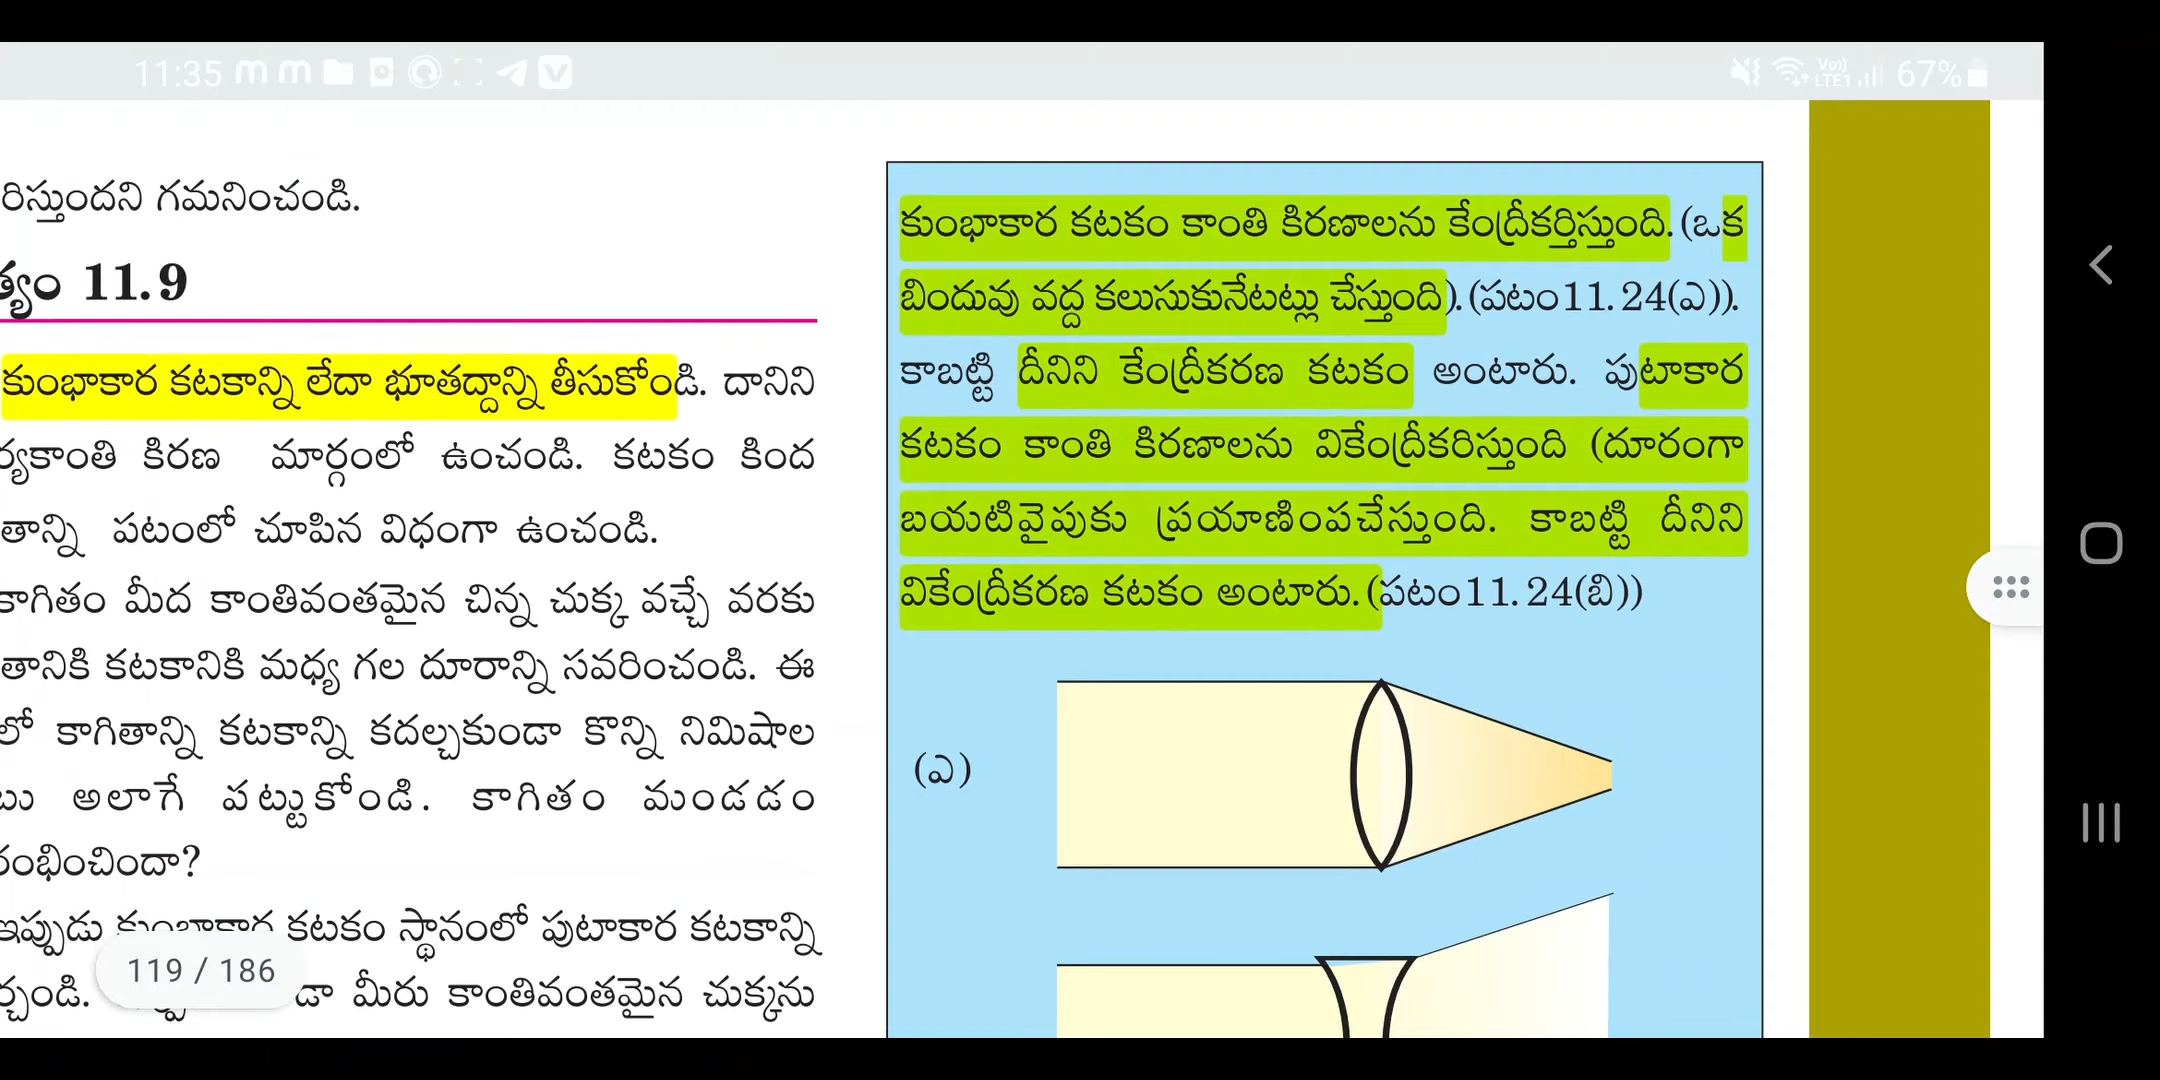 11:35
Vo)) LTE1 67%
రిస్తుందని గమనించండి.
త్యం 11.9
కుంభాకార కటకాన్ని లేదా భూతద్దాన్ని తీసుకోండి. దానిని
ర్యకాంతి కిరణ మార్గంలో ఉంచండి. కటకం కింద
తాన్ని పటంలో చూపిన విధంగా ఉంచండి.
కాగితం మీద కాంతివంతమైన చిన్న చుక్క వచ్చే వరకు
తానికి కటకానికి మధ్య గల దూరాన్ని సవరించండి. ఈ
లో కాగితాన్ని కటకాన్ని కదల్చకుండా కొన్ని నిమిషాల
బు అలాగే పట్టుకోండి. కాగితం మండడం
రంభించిందా?
ఇప్పుడు కుంభాకార కటకం స్థానంలో పుటాకార కటకాన్ని
ర్చండి. డా మీరు కాంతివంతమైన చుక్కను
119 / 186
కుంభాకార కటకం కాంతి కిరణాలను కేంద్రీకర్తిస్తుంది. (ఒక
బిందువు వద్ద కలుసుకునేటట్లు చేస్తుంది). (పటం11.24(ఎ)).
కాబట్టి దీనిని కేంద్రీకరణ కటకం అంటారు. పుటాకార
కటకం కాంతి కిరణాలను వికేంద్రీకరిస్తుంది (దూరంగా
బయటివైపుకు ప్రయాణింపచేస్తుంది. కాబట్టి దీనిని
వికేంద్రీకరణ కటకం అంటారు. (పటం11.24(బి))
(ఎ)